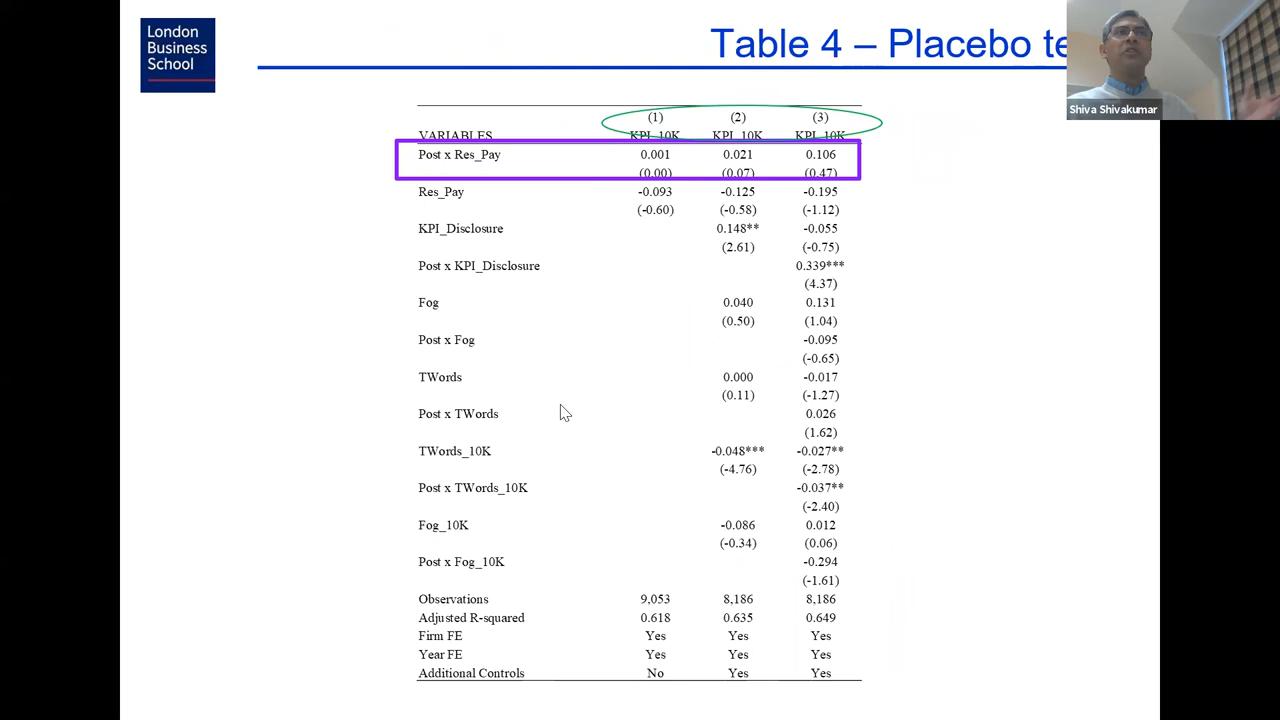 London
Business
School
Table 4 – Placebo te
Shiva Shivakumar
(1) (2) (3)
VARIABLES KPI_10K KPI_10K KPI_10K
Post x Res_Pay 0.001 0.021 0.106
(0.00) (0.07) (0.47)
Res_Pay -0.093 -0.125 -0.195
(-0.60) (-0.58) (-1.12)
KPI_Disclosure 0.148** -0.055
(2.61) (-0.75)
Post x KPI_Disclosure 0.339***
(4.37)
Fog 0.040 0.131
(0.50) (1.04)
Post x Fog -0.095
(-0.65)
TWords 0.000 -0.017
(0.11) (-1.27)
Post x TWords 0.026
(1.62)
TWords_10K -0.048*** -0.027**
(-4.76) (-2.78)
Post x TWords_10K -0.037**
(-2.40)
Fog_10K -0.086 0.012
(-0.34) (0.06)
Post x Fog_10K -0.294
(-1.61)
Observations 9,053 8,186 8,186
Adjusted R-squared 0.618 0.635 0.649
Firm FE Yes Yes Yes
Year FE Yes Yes Yes
Additional Controls No Yes Yes